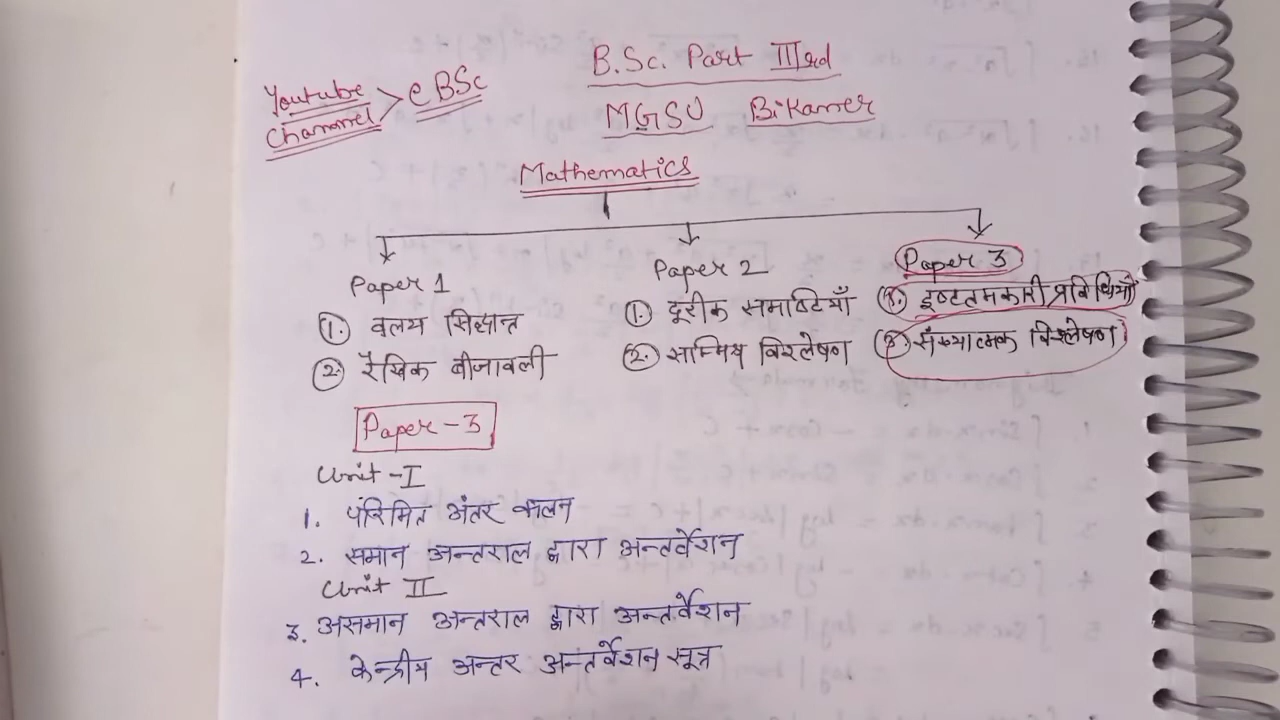 B.Sc. Part IIIrd
Youtube Channel > eBSc
MGSU Bikaner
Mathematics
Paper 1
① वलय सिद्धान्त
② रैखिक बीजावली
Paper 2
① दूरीक समाष्टियाँ
② साम्मिश्र विश्लेषण
Paper 3
① इष्टतमकारी प्रविधियाँ
② संख्यात्मक विश्लेषण
Paper-3
Unit-I
1. परिमित अंतर कलन
2. समान अन्तराल द्वारा अन्तर्वेशन
Unit II
3. असमान अन्तराल द्वारा अन्तर्वेशन
4. केन्द्रीय अन्तर अन्तर्वेशन सूत्र